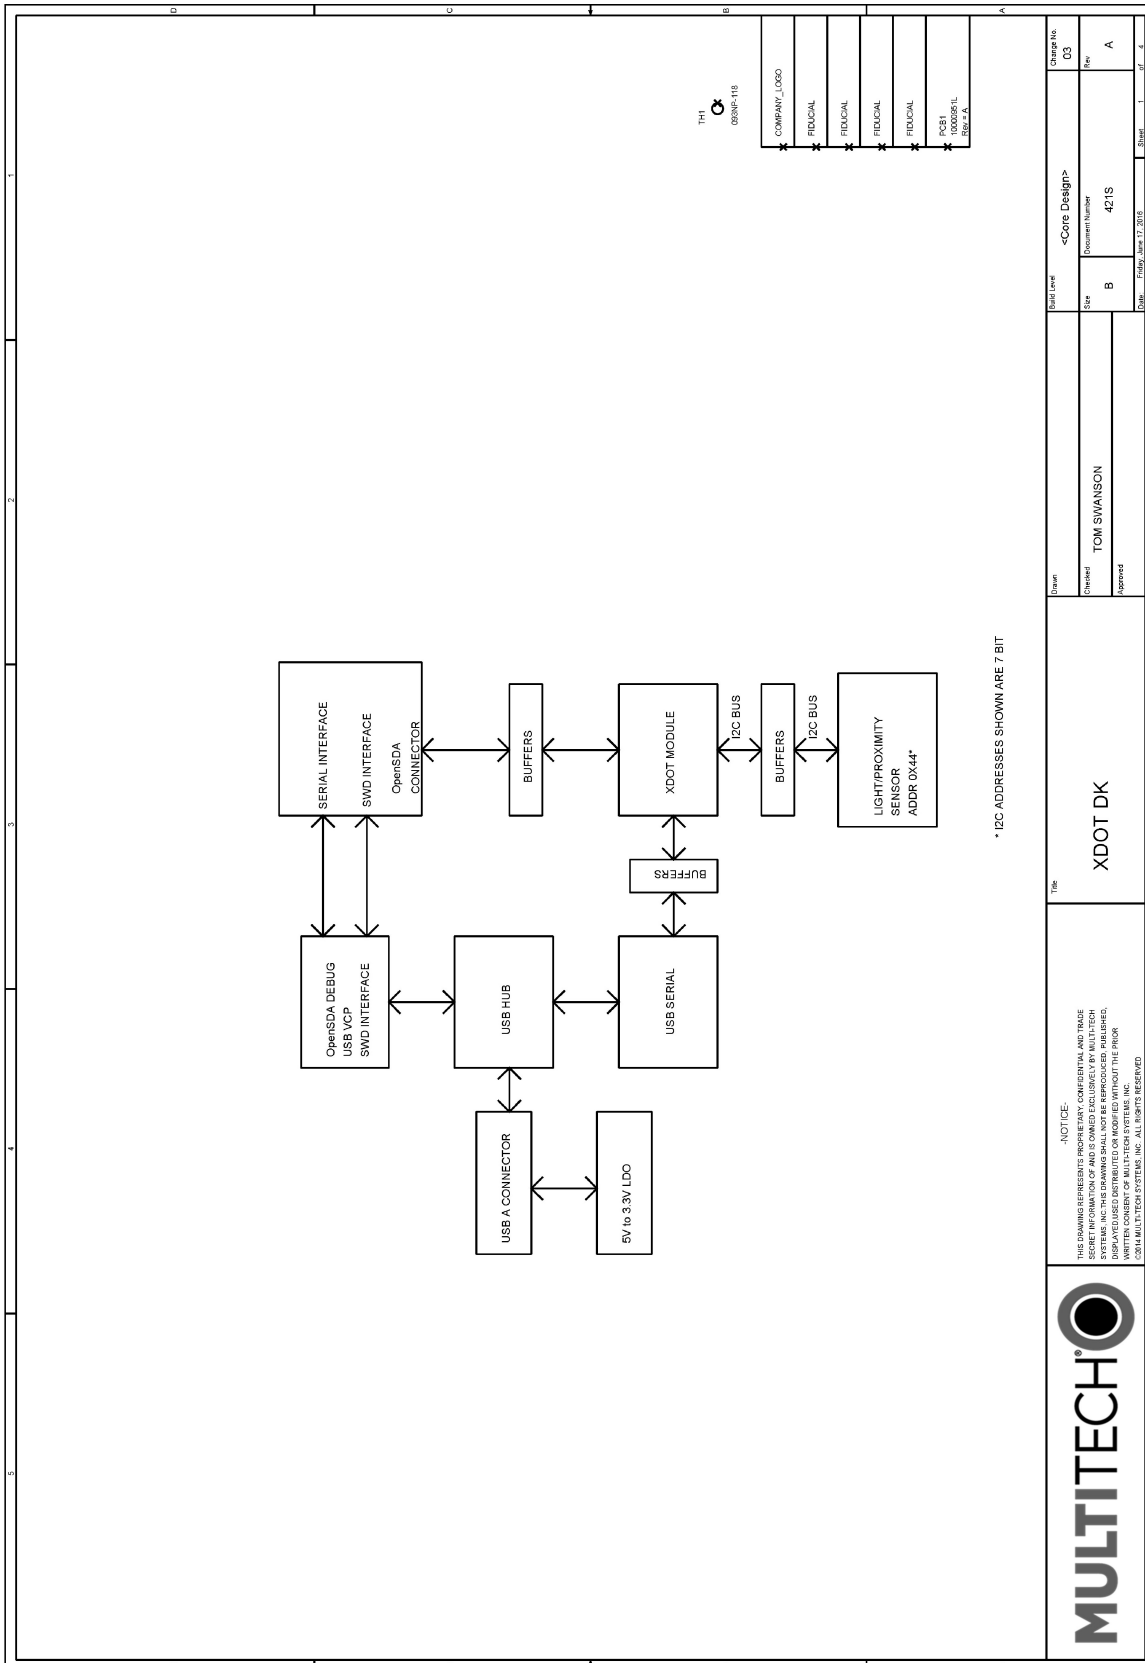 5
4
3
2
1
D
C
B
A
OpenSDA DEBUG
USB VCP
SWD INTERFACE
SERIAL INTERFACE
SWD INTERFACE
OpenSDA
CONNECTOR
USB A CONNECTOR
USB HUB
BUFFERS
5V to 3.3V LDO
USB SERIAL
BUFFERS
XDOT MODULE
I2C BUS
BUFFERS
I2C BUS
LIGHT/PROXIMITY
SENSOR
ADDR 0X44*
* I2C ADDRESSES SHOWN ARE 7 BIT
TH1
093NP-118
COMPANY_LOGO
FIDUCIAL
FIDUCIAL
FIDUCIAL
FIDUCIAL
PCB1
10000951L
Rev = A
MULTITECH®
-NOTICE-
THIS DRAWING REPRESENTS PROPRIETARY, CONFIDENTIAL AND TRADE
SECRET INFORMATION OF AND IS OWNED EXCLUSIVELY BY MULTI-TECH
SYSTEMS, INC. THIS DRAWING SHALL NOT BE REPRODUCED, PUBLISHED,
DISPLAYED,USED DISTRIBUTED OR MODIFIED WITHOUT THE PRIOR
WRITTEN CONSENT OF MULTI-TECH SYSTEMS, INC.
©2014 MULTI-TECH SYSTEMS, INC. ALL RIGHTS RESERVED
Title
XDOT DK
Drawn
Checked
TOM SWANSON
Approved
Build Level
<Core Design>
Change No.
03
Size
B
Document Number
421S
Rev
A
Date: Friday, June 17, 2016
Sheet 1 of 4